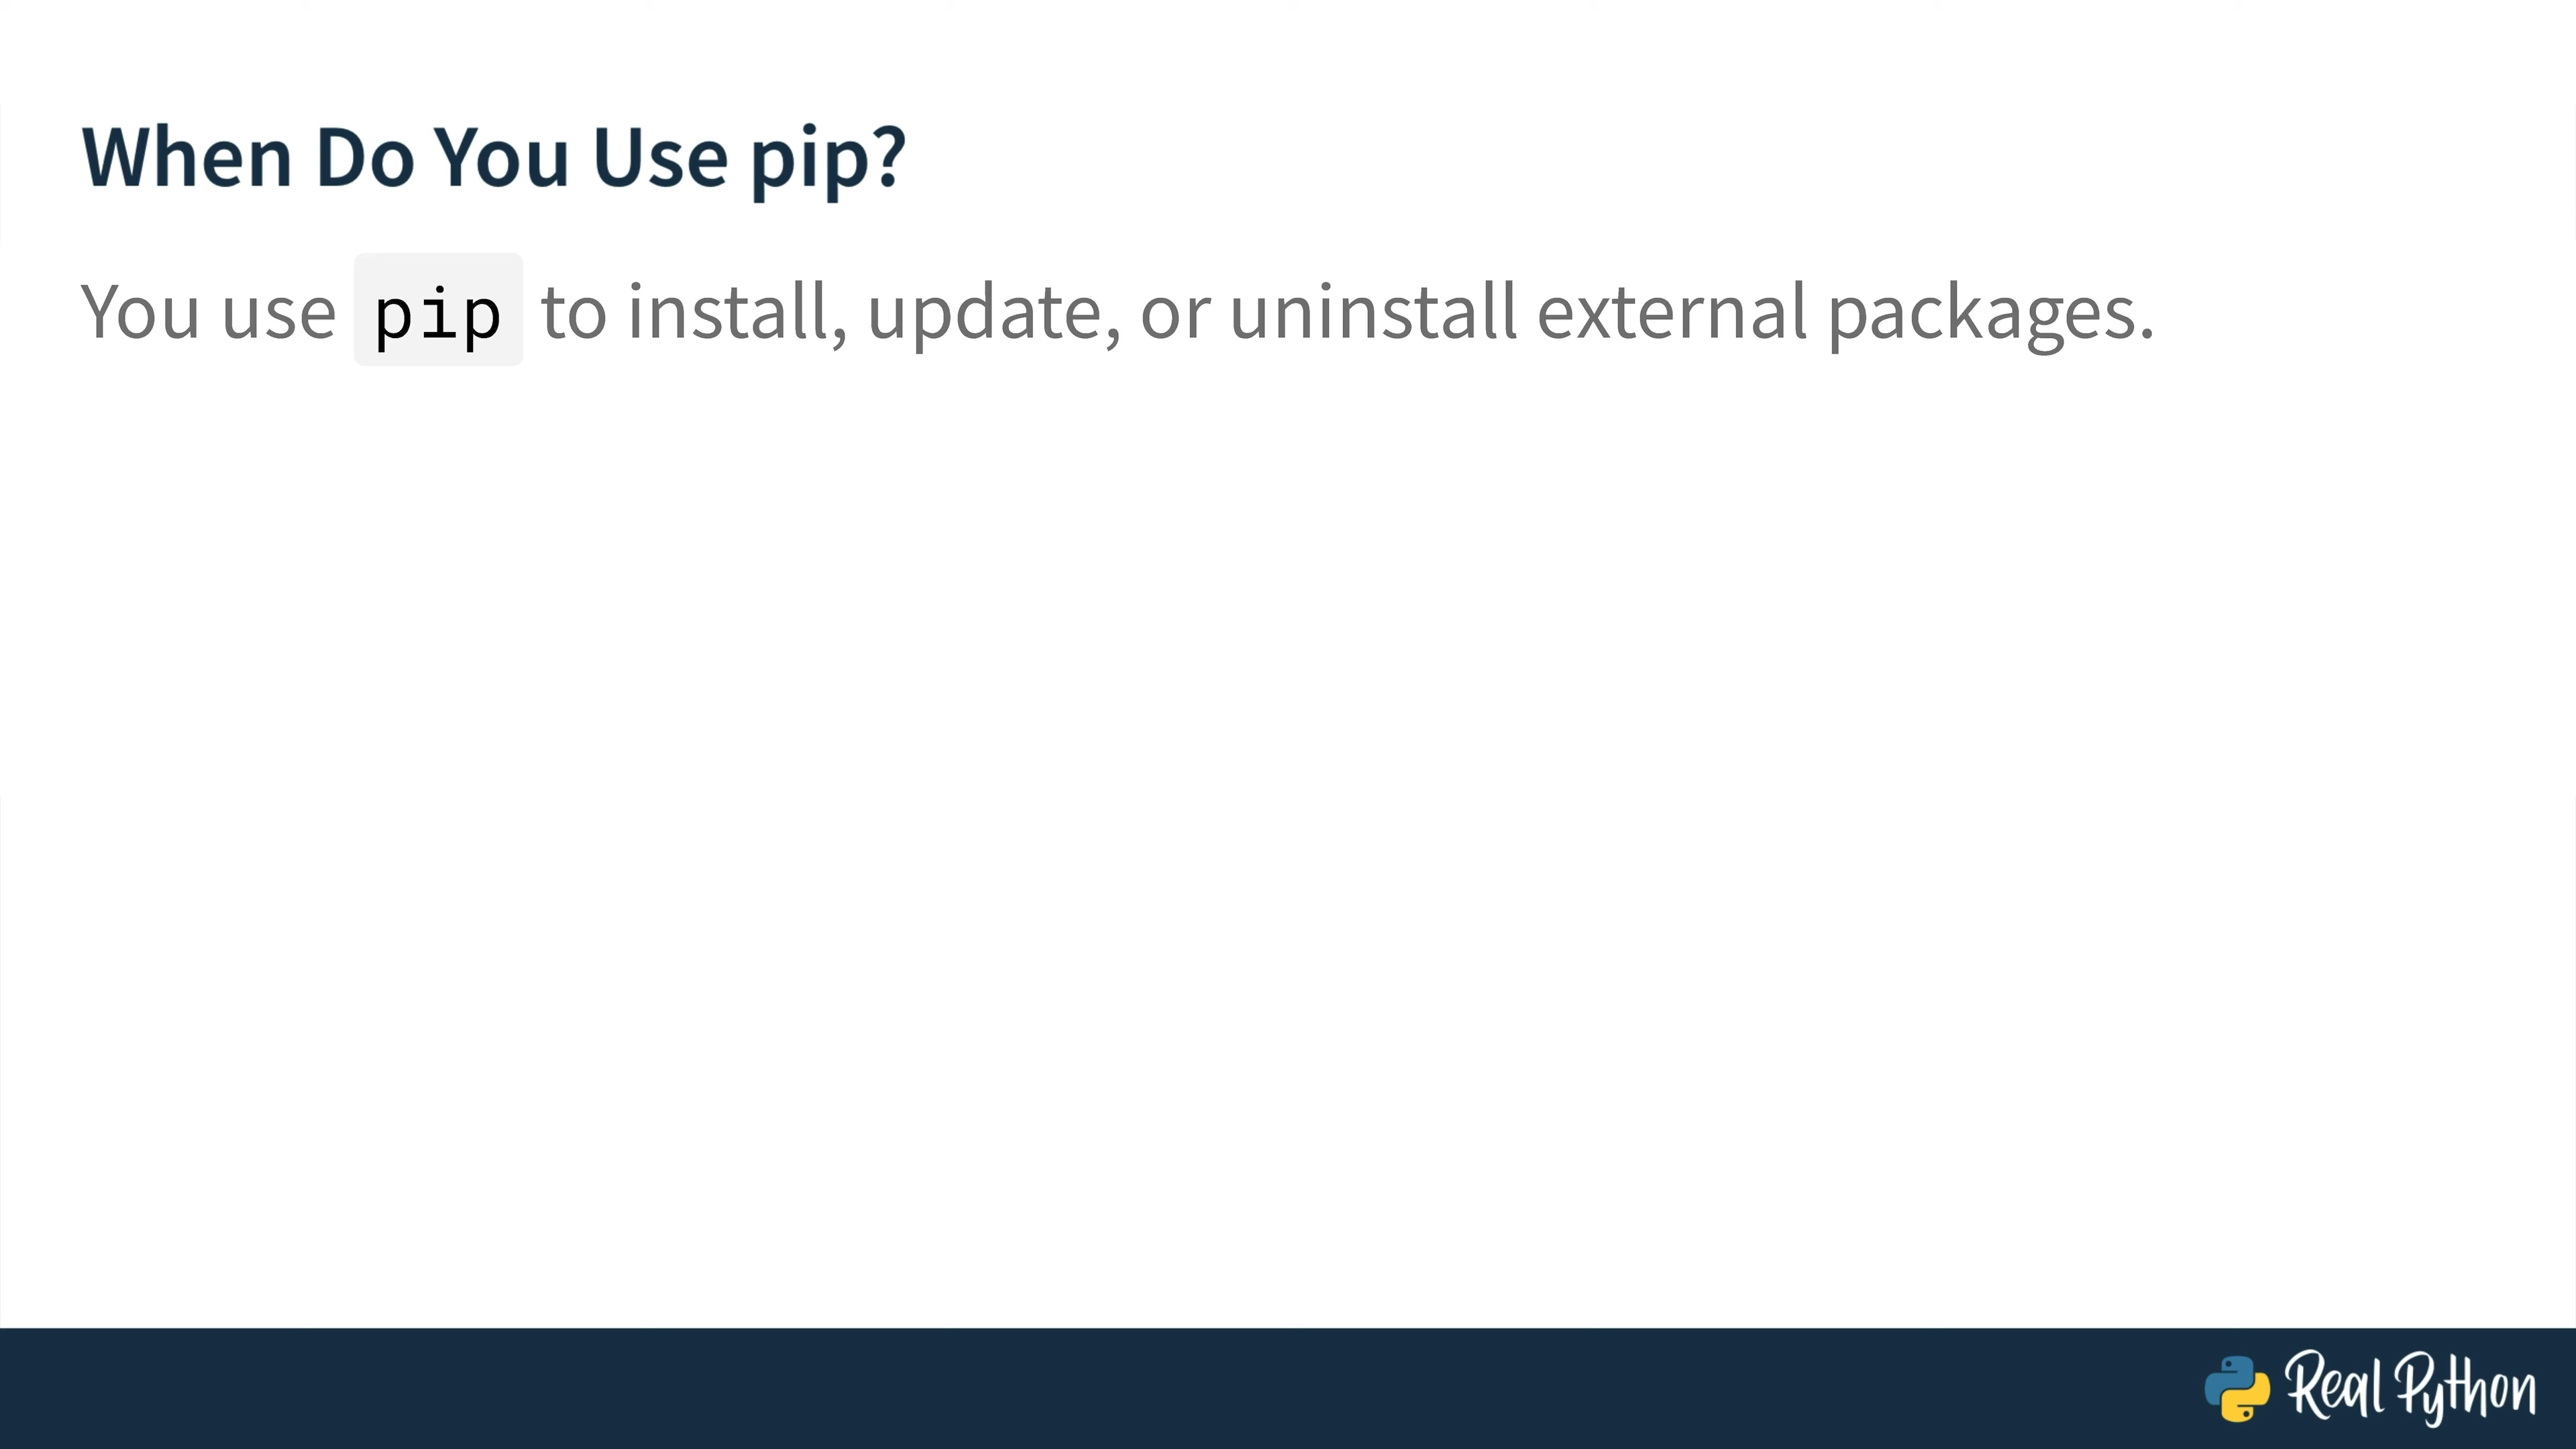 When Do You Use pip?
You use pip to install, update, or uninstall external packages.
Real Python